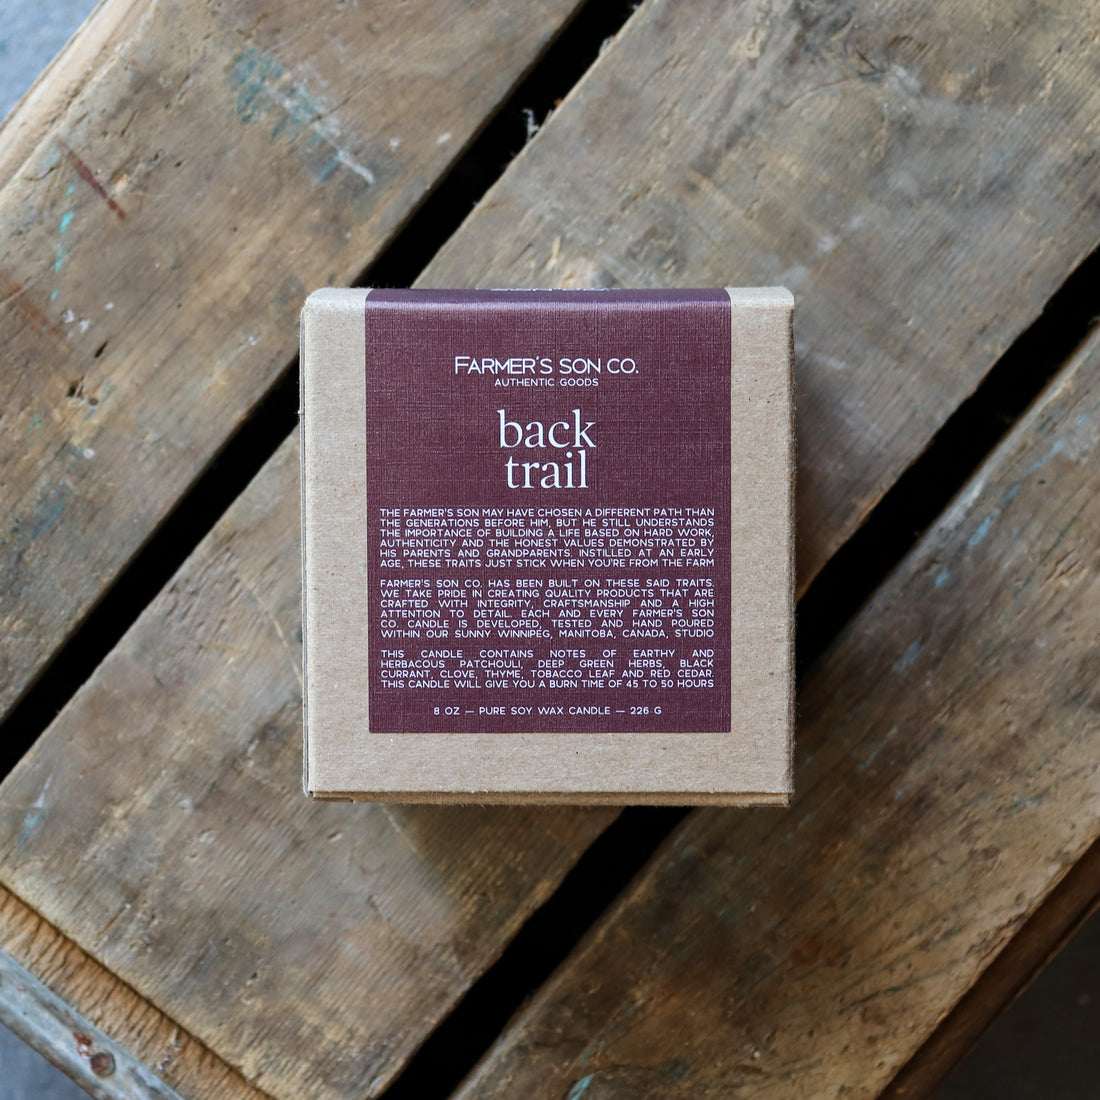 FARMER'S SON CO.
AUTHENTIC GOODS
back
trail
THE FARMER'S SON MAY HAVE CHOSEN A DIFFERENT PATH THAN
THE GENERATIONS BEFORE HIM, BUT HE STILL UNDERSTANDS
THE IMPORTANCE OF BUILDING A LIFE BASED ON HARD WORK,
AUTHENTICITY AND THE HONEST VALUES DEMONSTRATED BY
HIS PARENTS AND GRANDPARENTS. INSTILLED AT AN EARLY
AGE, THESE TRAITS JUST STICK WHEN YOU'RE FROM THE FARM
FARMER'S SON CO. HAS BEEN BUILT ON THESE SAID TRAITS.
WE TAKE PRIDE IN CREATING QUALITY PRODUCTS THAT ARE
CRAFTED WITH INTEGRITY, CRAFTSMANSHIP AND A HIGH
ATTENTION TO DETAIL. EACH AND EVERY FARMER'S SON
CO. CANDLE IS DEVELOPED, TESTED AND HAND POURED
WITHIN OUR SUNNY WINNIPEG, MANITOBA, CANADA, STUDIO
THIS CANDLE CONTAINS NOTES OF EARTHY AND
HERBACOUS PATCHOULI, DEEP GREEN HERBS, BLACK
CURRANT, CLOVE, THYME, TOBACCO LEAF AND RED CEDAR.
THIS CANDLE WILL GIVE YOU A BURN TIME OF 45 TO 50 HOURS
8 OZ — PURE SOY WAX CANDLE — 226 G